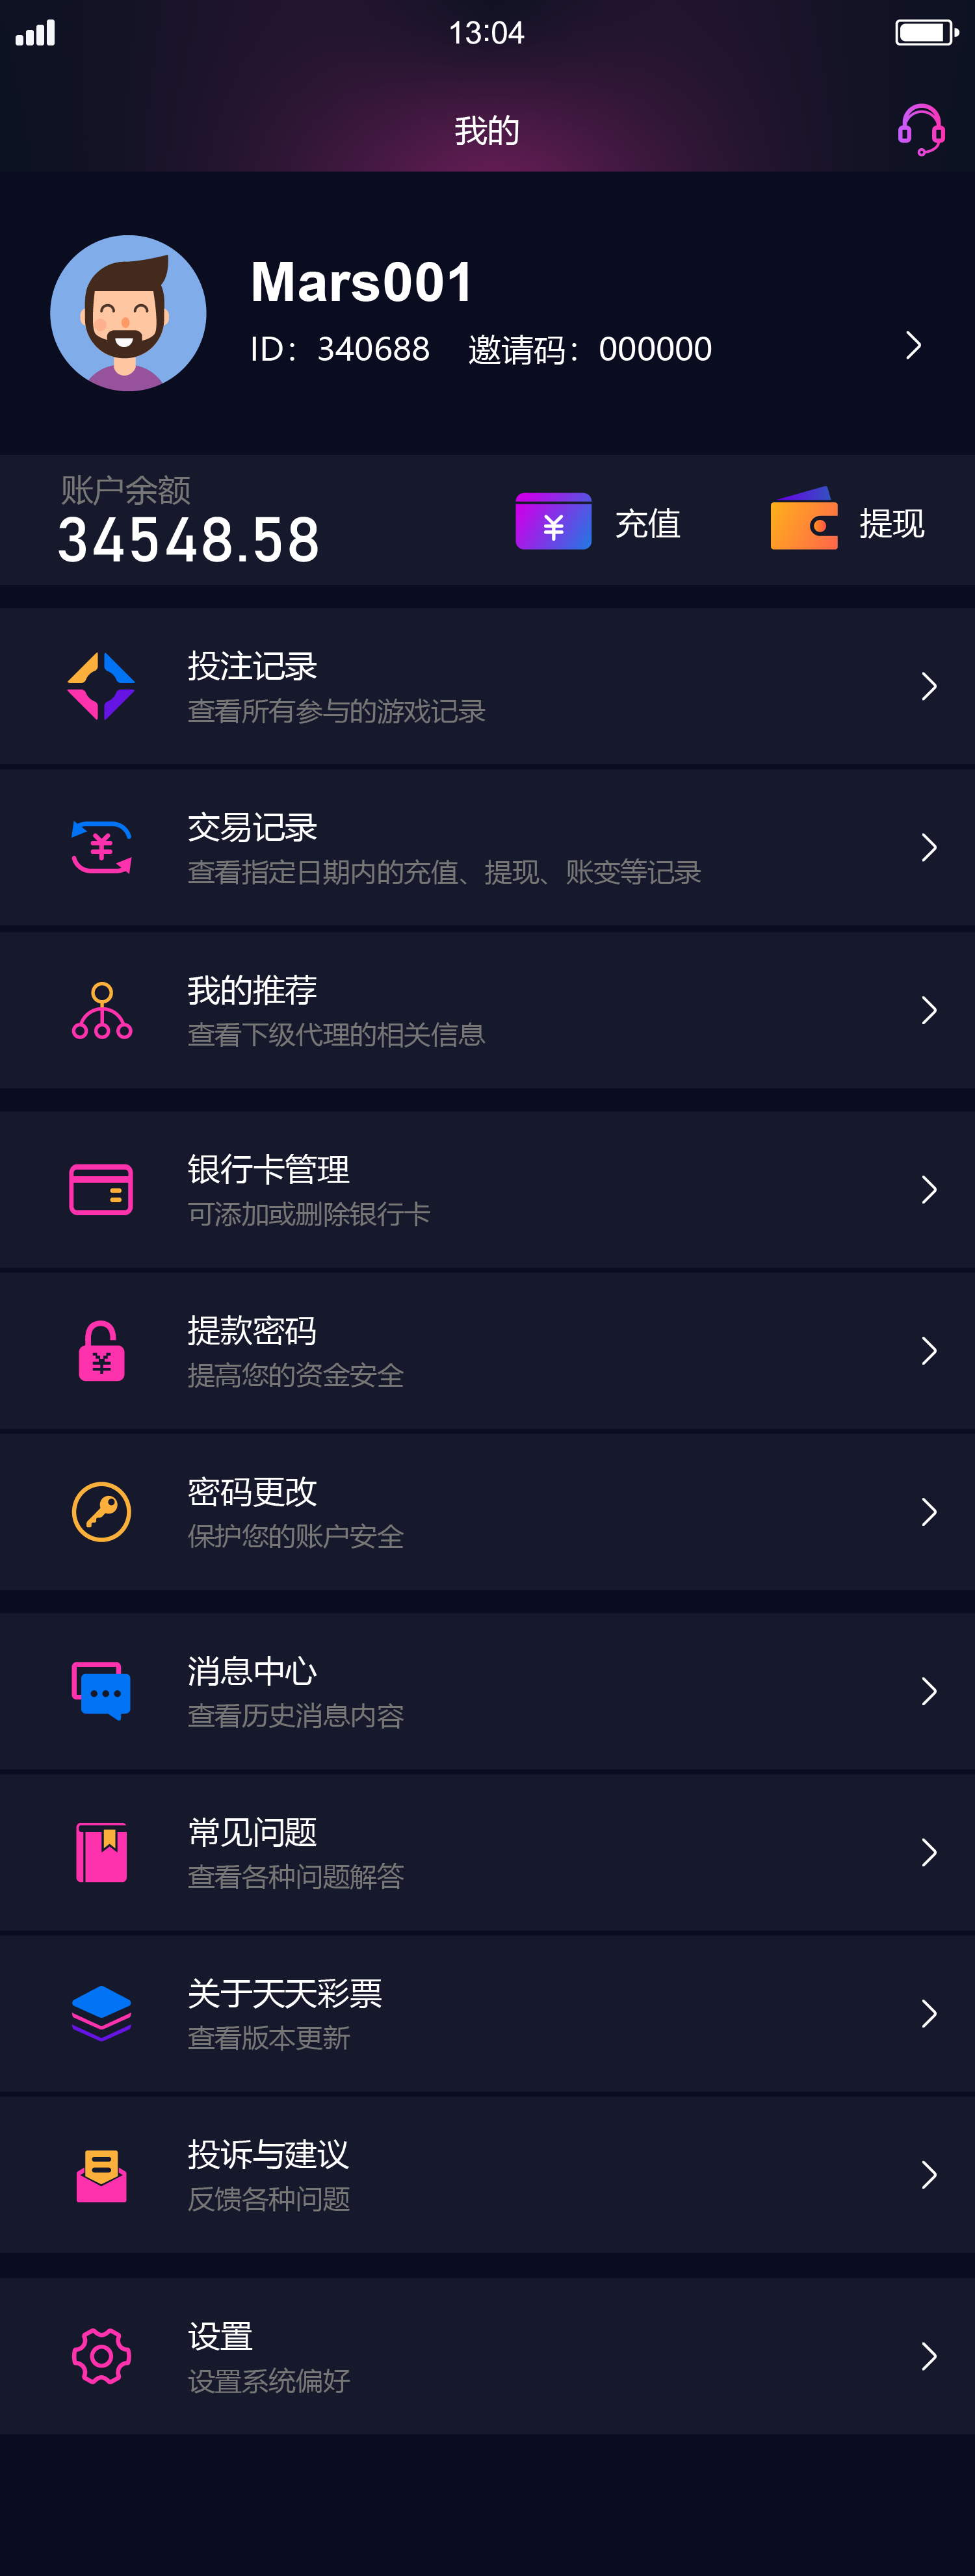 13:04
我的
Mars001
ID：340688 邀请码：000000
账户余额
34548.58
¥ 充值 提现
投注记录
查看所有参与的游戏记录
¥
交易记录
查看指定日期内的充值、提现、账变等记录
我的推荐
查看下级代理的相关信息
银行卡管理
可添加或删除银行卡
¥
提款密码
提高您的资金安全
密码更改
保护您的账户安全
消息中心
查看历史消息内容
常见问题
查看各种问题解答
关于天天彩票
查看版本更新
投诉与建议
反馈各种问题
设置
设置系统偏好